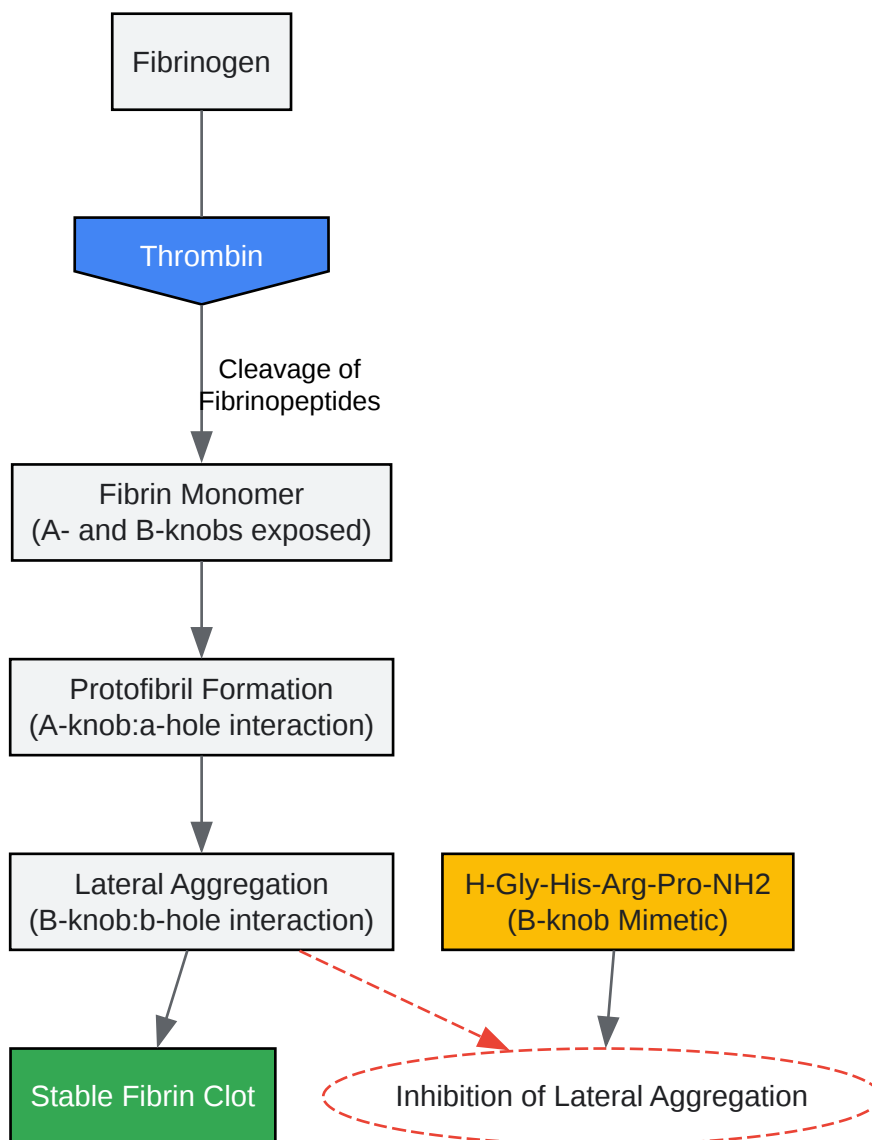 Fibrinogen
Thrombin
Cleavage of
Fibrinopeptides
Fibrin Monomer
(A- and B-knobs exposed)
Protofibril Formation
(A-knob:a-hole interaction)
Lateral Aggregation
(B-knob:b-hole interaction)
H-Gly-His-Arg-Pro-NH2
(B-knob Mimetic)
Stable Fibrin Clot
Inhibition of Lateral Aggregation